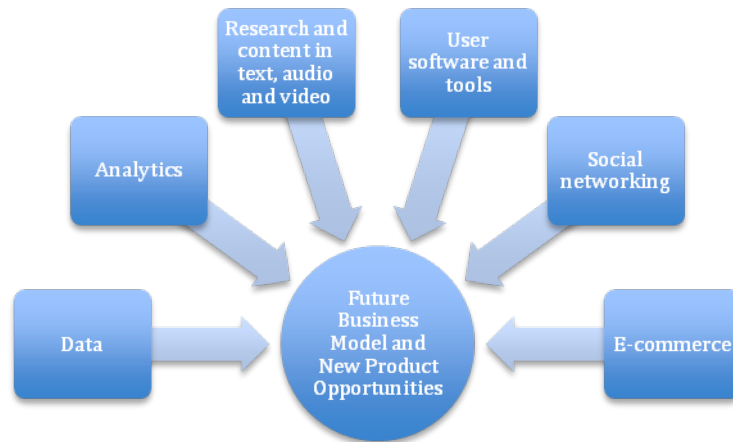 Research and
content in
text, audio
and video
User
software and
tools
Analytics
Social
networking
Data
Future
Business
Model and
New Product
Opportunities
E-commerce